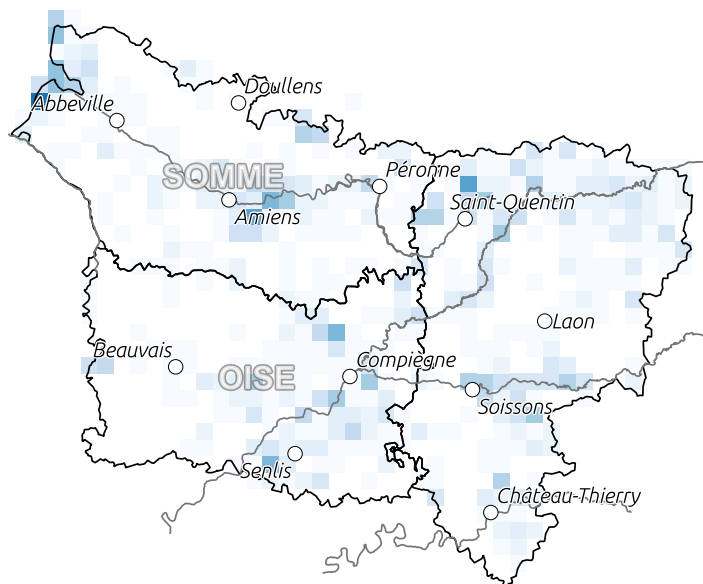 Doullens
Abbeville
Péronne
SOMME
Saint-Quentin
Amiens
Laon
Beauvais
Compiègne
OISE
Soissons
Senlis
Château-Thierry